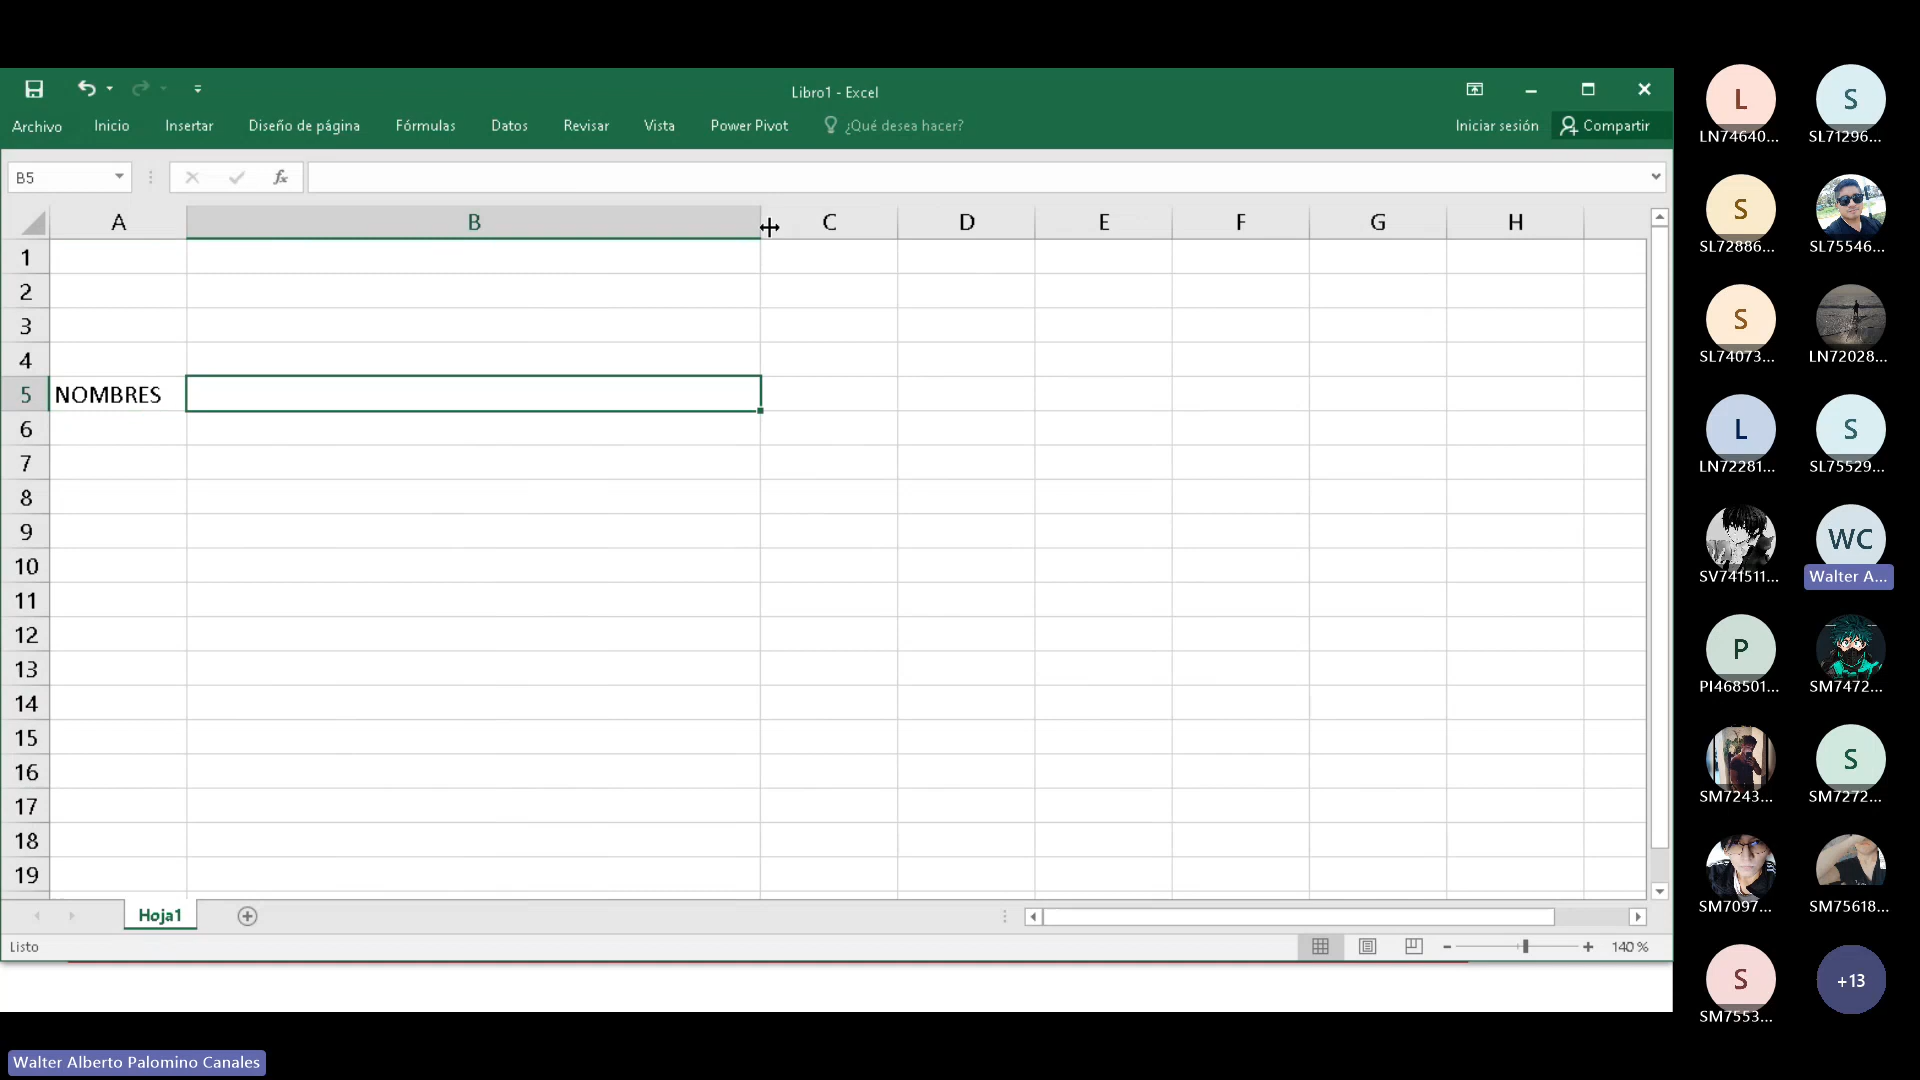 Libro1 - Excel
Archivo Inicio Insertar Diseño de página Fórmulas Datos Revisar Vista Power Pivot ¿Qué desea hacer? Iniciar sesión Compartir
B5 fx
A B C D E F G H
1
2
3
4
5 NOMBRES
6
7
8
9
10
11
12
13
14
15
16
17
18
19
Hoja1
Listo 140 %
L S
LN74640... SL71296...
S
SL72886... SL75546...
S
SL74073... LN72028...
L S
LN72281... SL75529...
WC
SV741511... Walter A...
P
PI468501... SM7472...
S
SM7243... SM7272...
SM7097... SM75618...
S +13
SM7553...
Walter Alberto Palomino Canales